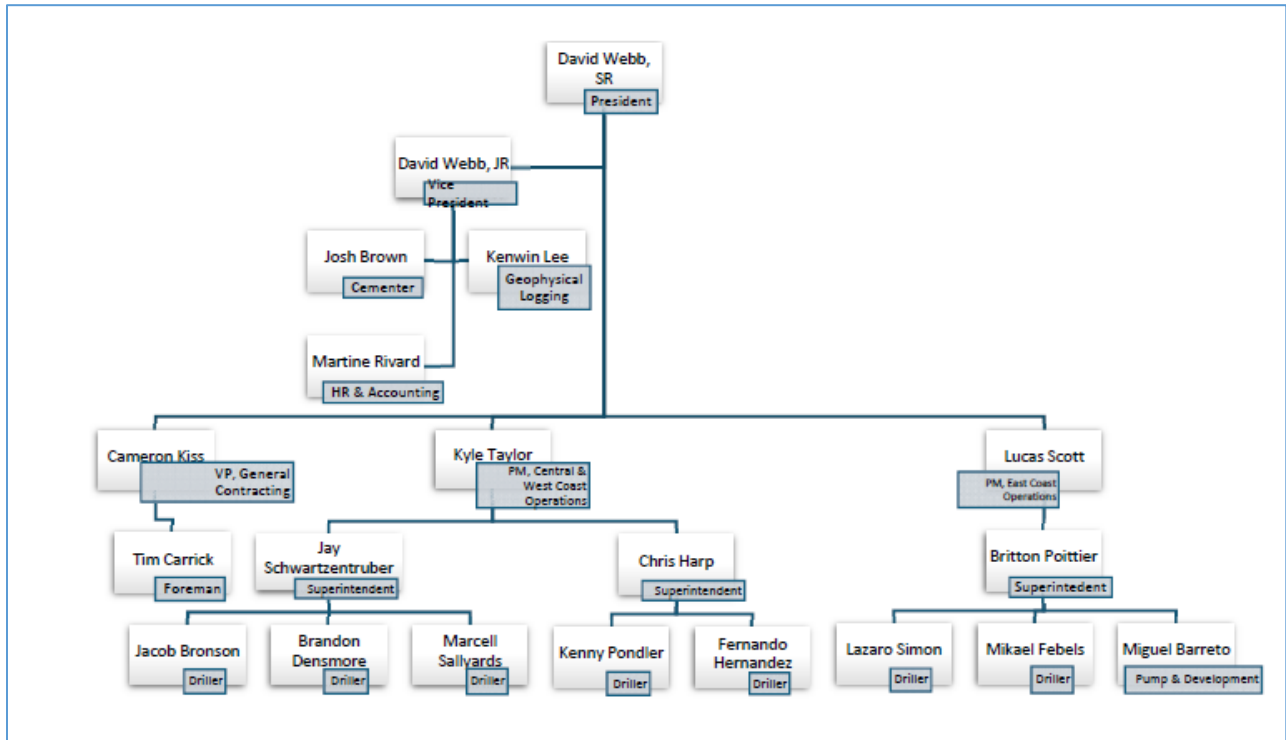 David Webb,
SR
President
David Webb, JR
Vice
President
Josh Brown
Cementer
Kenwin Lee
Geophysical
Logging
Martine Rivard
HR & Accounting
Cameron Kiss
VP, General
Contracting
Kyle Taylor
PM, Central &
West Coast
Operations
Lucas Scott
PM, East Coast
Operations
Tim Carrick
Foreman
Jay
Schwartzentruber
Superintendent
Chris Harp
Superintendent
Britton Poittier
Superintedent
Jacob Bronson
Driller
Brandon
Densmore
Driller
Marcell
Sallyards
Driller
Kenny Pondler
Driller
Fernando
Hernandez
Driller
Lazaro Simon
Driller
Mikael Febels
Driller
Miguel Barreto
Pump & Development